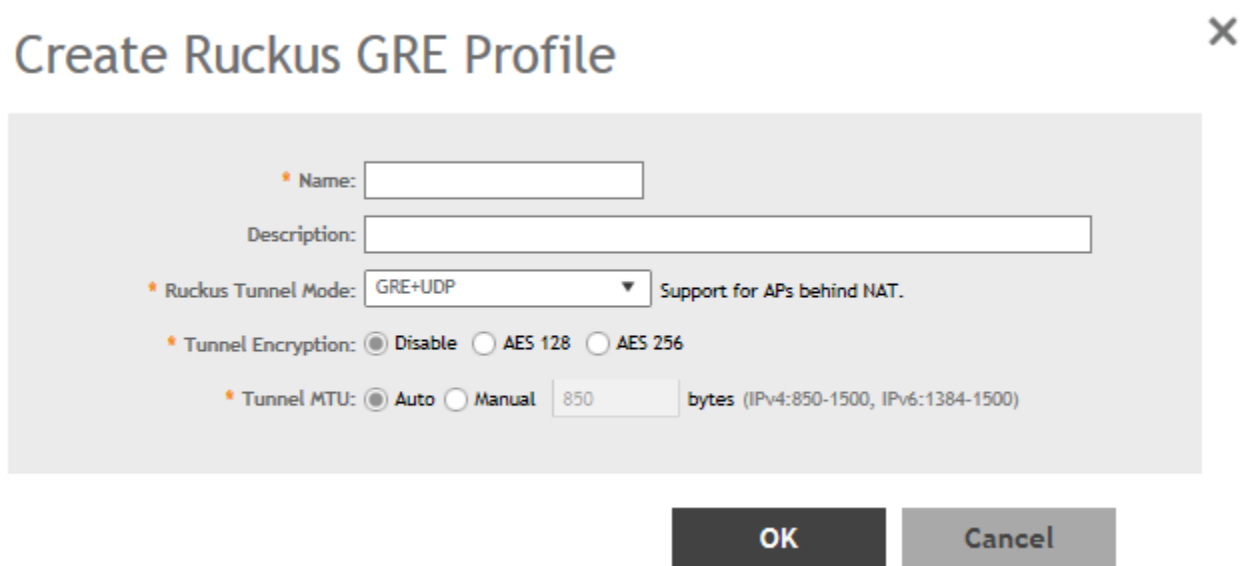 Create Ruckus GRE Profile
* Name:
Description:
* Ruckus Tunnel Mode: GRE+UDP ▼ Support for APs behind NAT.
* Tunnel Encryption: Disable AES 128 AES 256
* Tunnel MTU: Auto Manual 850 bytes (IPv4:850-1500, IPv6:1384-1500)
OK Cancel